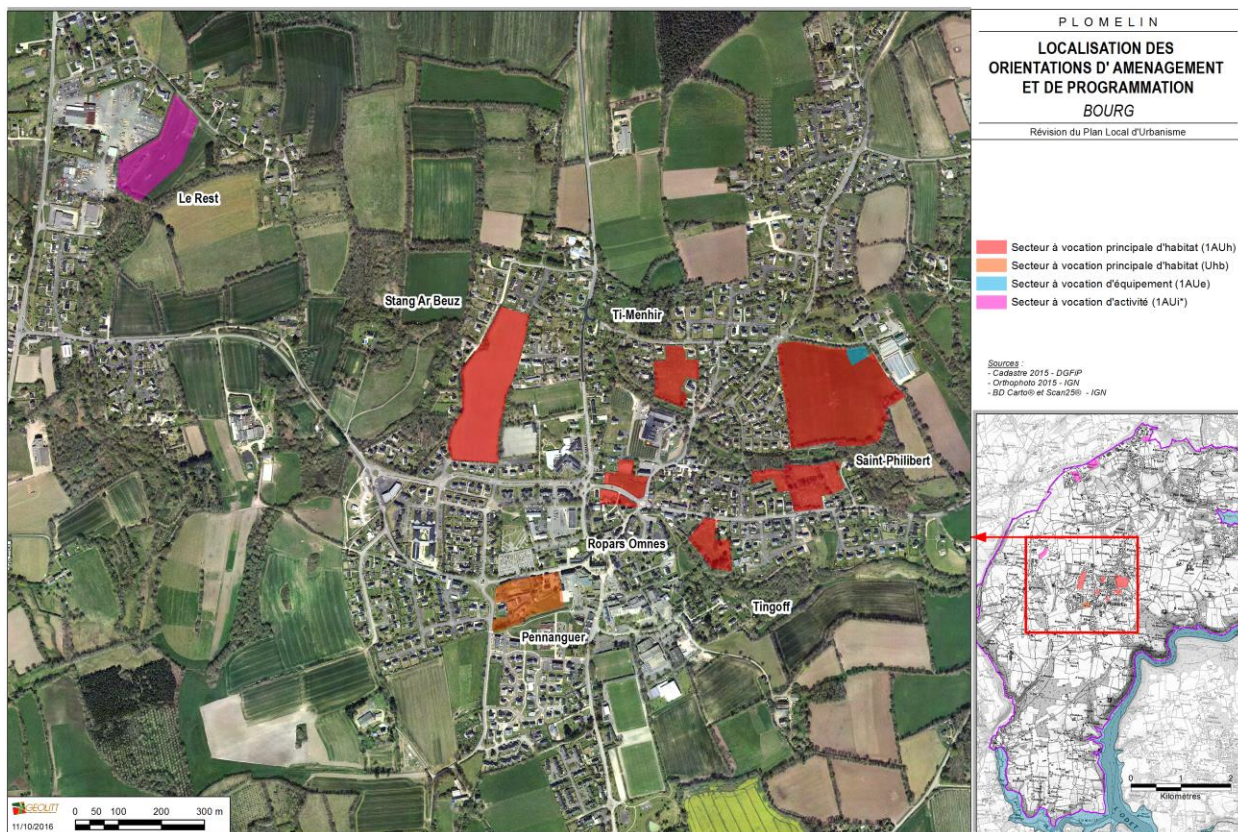 PLOMELIN
LOCALISATION DES
ORIENTATIONS D' AMENAGEMENT
ET DE PROGRAMMATION
BOURG
Révision du Plan Local d'Urbanisme
Secteur à vocation principale d'habitat (1AUh)
Secteur à vocation principale d'habitat (Uhb)
Secteur à vocation d'équipement (1AUe)
Secteur à vocation d'activité (1AUi*)
Sources :
- Cadastre 2015 - DGFiP
- Orthophoto 2015 - IGN
- BD Carto® et Scan25® - IGN
Le Rest
Stang Ar Beuz
Ti-Menhir
Saint-Philibert
Ropars Omnes
Tingoff
Pennanguer
GEOLITT
11/10/2016
0 50 100 200 300 m
0 1 2
Kilomètres
ODET